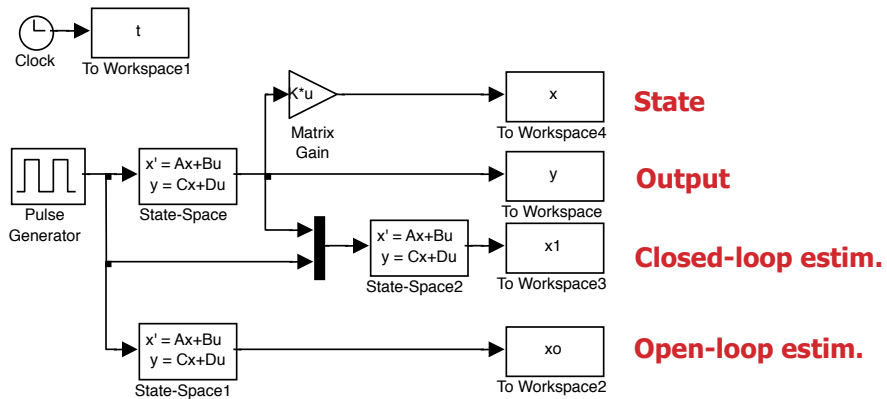 t
Clock
To Workspace1
K*u
x
State
Matrix
Gain
To Workspace4
x' = Ax+Bu
y = Cx+Du
y
Output
Pulse
Generator
State-Space
To Workspace
x' = Ax+Bu
y = Cx+Du
x1
Closed-loop estim.
State-Space2
To Workspace3
x' = Ax+Bu
y = Cx+Du
xo
Open-loop estim.
State-Space1
To Workspace2